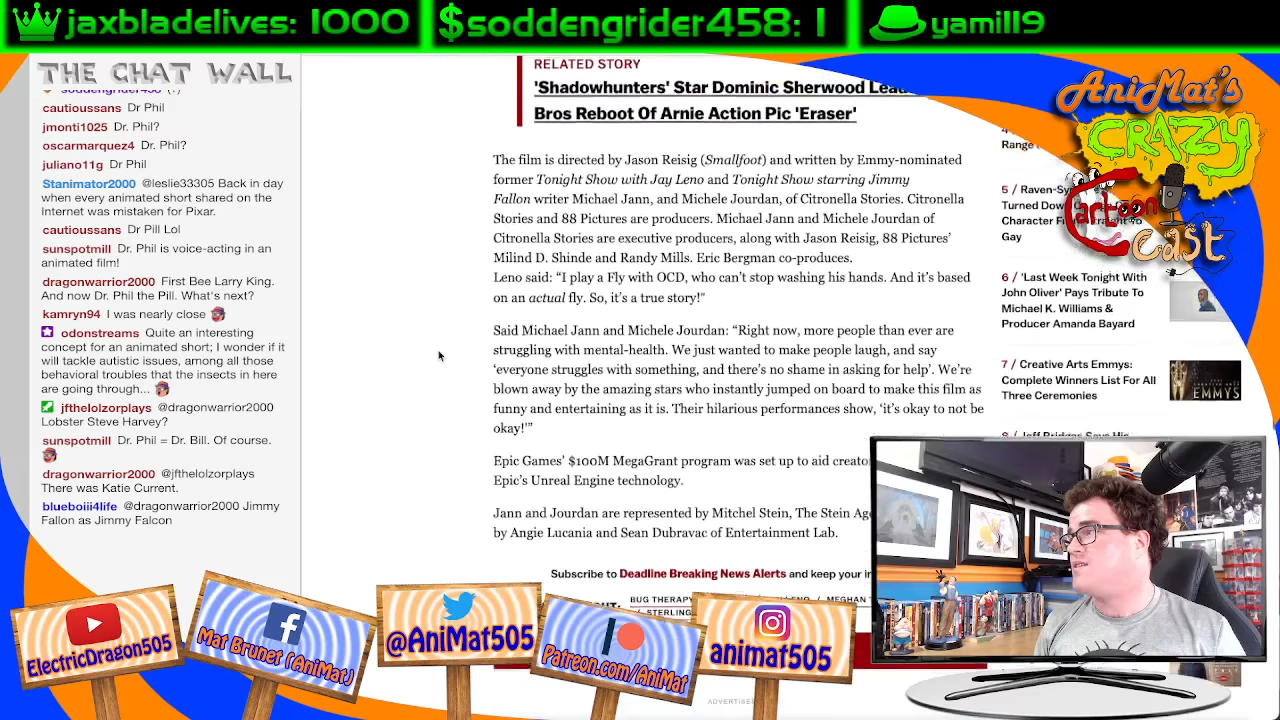 jaxbladelives: 1000
$soddengrider458: 1
yamill9
THE CHAT WALL
soddengrider458 (?)
cautioussans Dr Phil
jmonti1025 Dr. Phil?
oscarmarquez4 Dr. Phil?
juliano11g Dr Phil
Stanimator2000 @leslie33305 Back in day
when every animated short shared on the
Internet was mistaken for Pixar.
cautioussans Dr Pill Lol
sunspotmill Dr. Phil is voice-acting in an
animated film!
dragonwarrior2000 First Bee Larry King.
And now Dr. Phil the Pill. What's next?
kamryn94 I was nearly close
odonstreams Quite an interesting
concept for an animated short; I wonder if it
will tackle autistic issues, among all those
behavioral troubles that the insects in here
are going through...
jfthelolzorplays @dragonwarrior2000
Lobster Steve Harvey?
sunspotmill Dr. Phil = Dr. Bill. Of course.
dragonwarrior2000 @jfthelolzorplays
There was Katie Current.
blueboiii4life @dragonwarrior2000 Jimmy
Fallon as Jimmy Falcon
RELATED STORY
'Shadowhunters' Star Dominic Sherwood Lea
Bros Reboot Of Arnie Action Pic 'Eraser'
The film is directed by Jason Reisig (Smallfoot) and written by Emmy-nominated
former Tonight Show with Jay Leno and Tonight Show starring Jimmy
Fallon writer Michael Jann, and Michele Jourdan, of Citronella Stories. Citronella
Stories and 88 Pictures are producers. Michael Jann and Michele Jourdan of
Citronella Stories are executive producers, along with Jason Reisig, 88 Pictures'
Milind D. Shinde and Randy Mills. Eric Bergman co-produces.
Leno said: “I play a Fly with OCD, who can't stop washing his hands. And it's based
on an actual fly. So, it's a true story!"
Said Michael Jann and Michele Jourdan: “Right now, more people than ever are
struggling with mental-health. We just wanted to make people laugh, and say
‘everyone struggles with something, and there's no shame in asking for help’. We're
blown away by the amazing stars who instantly jumped on board to make this film as
funny and entertaining as it is. Their hilarious performances show, ‘it's okay to not be
okay!’”
Epic Games' $100M MegaGrant program was set up to aid creato
Epic's Unreal Engine technology.
Jann and Jourdan are represented by Mitchel Stein, The Stein Age
by Angie Lucania and Sean Dubravac of Entertainment Lab.
Subscribe to Deadline Breaking News Alerts and keep your in
BUG THERAPY
MEGHAN T
STERLING
ADVERTISE
AniMat's
CRAZY
Cartoon
Cast
Range
5 / Raven-Sy
Turned Dow
Character F
Gay
6 / 'Last Week Tonight With
John Oliver' Pays Tribute To
Michael K. Williams &
Producer Amanda Bayard
7 / Creative Arts Emmys:
Complete Winners List For All
Three Ceremonies
EMMYS
8 / Jeff Bridges Says His
ElectricDragon505
Mat Brunet (AniMat)
@AniMat505
Patreon.com/AniMat
animat505